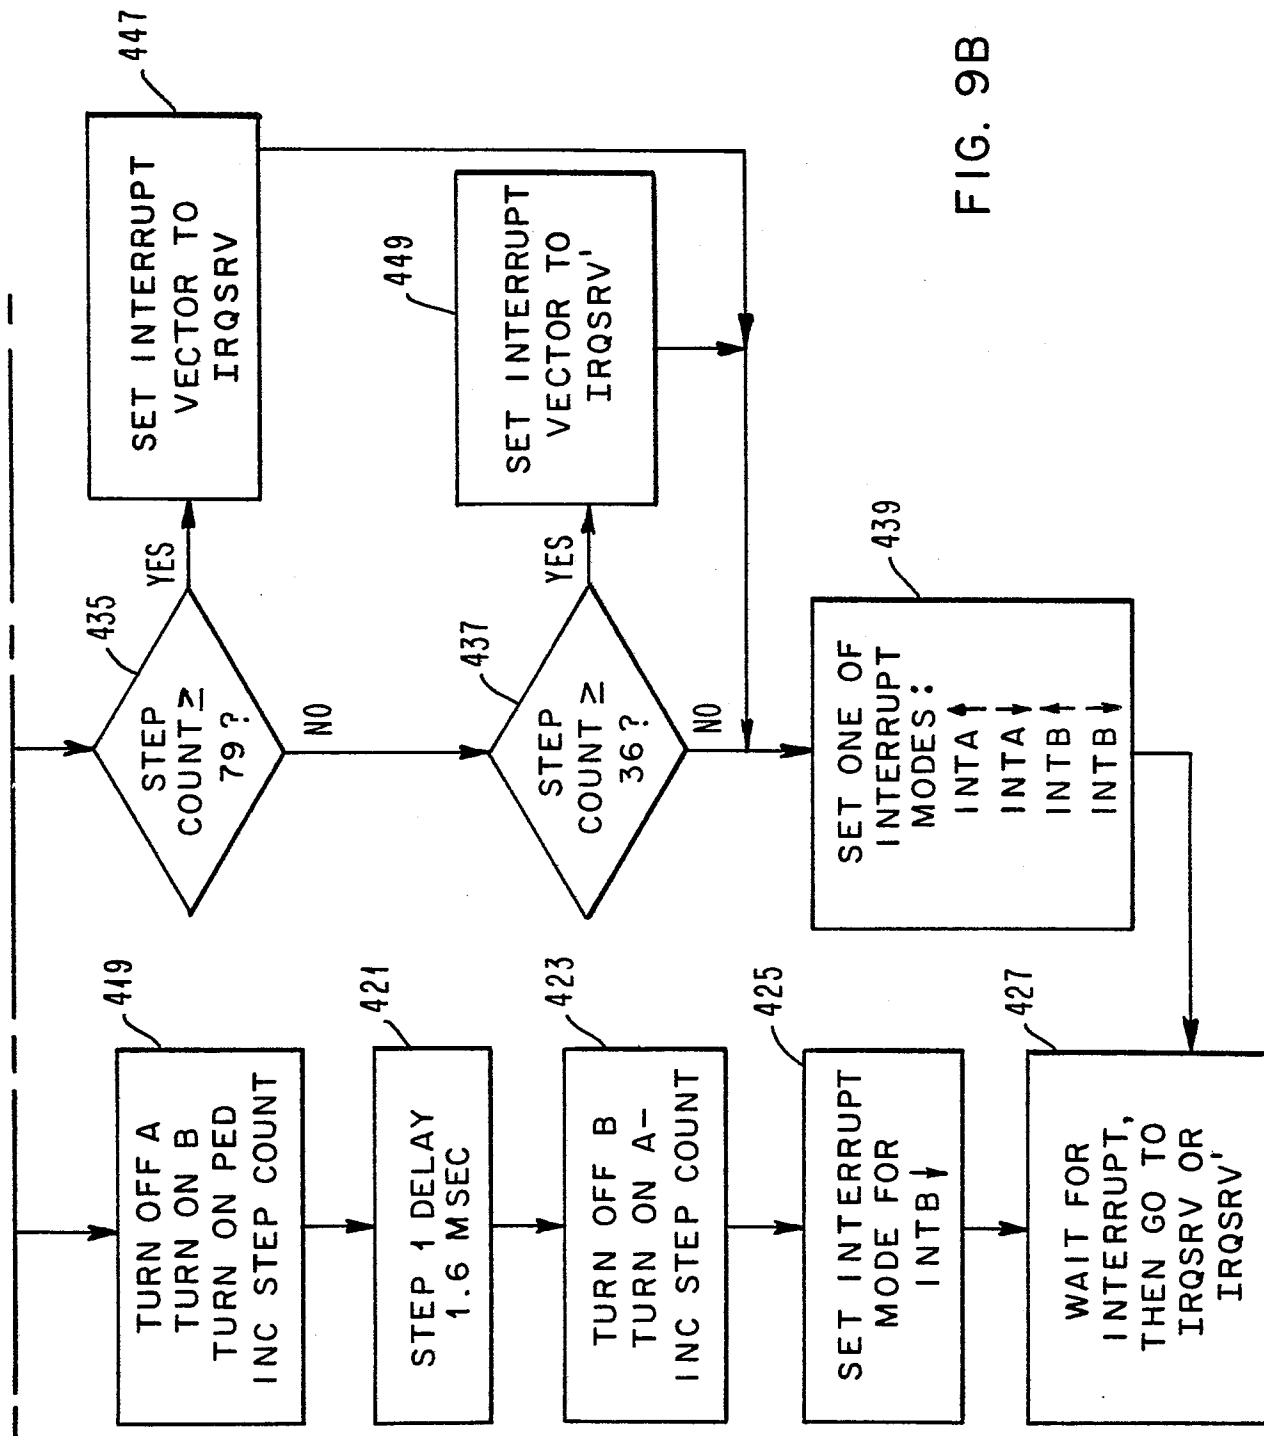 419
TURN OFF A
TURN ON B
TURN ON PED
INC STEP COUNT
421
STEP 1 DELAY
1.6 MSEC
423
TURN OFF B
TURN ON A-
INC STEP COUNT
425
SET INTERRUPT
MODE FOR
INTB ↓
427
WAIT FOR
INTERRUPT,
THEN GO TO
IRQSRV OR
IRQSRV'
435
STEP
COUNT ≥
79 ?
YES
NO
447
SET INTERRUPT
VECTOR TO
IRQSRV
437
STEP
COUNT ≥
36 ?
YES
NO
449
SET INTERRUPT
VECTOR TO
IRQSRV'
439
SET ONE OF
INTERRUPT
MODES:
INTA ↑
INTA ↓
INTB ↑
INTB ↓
FIG. 9B